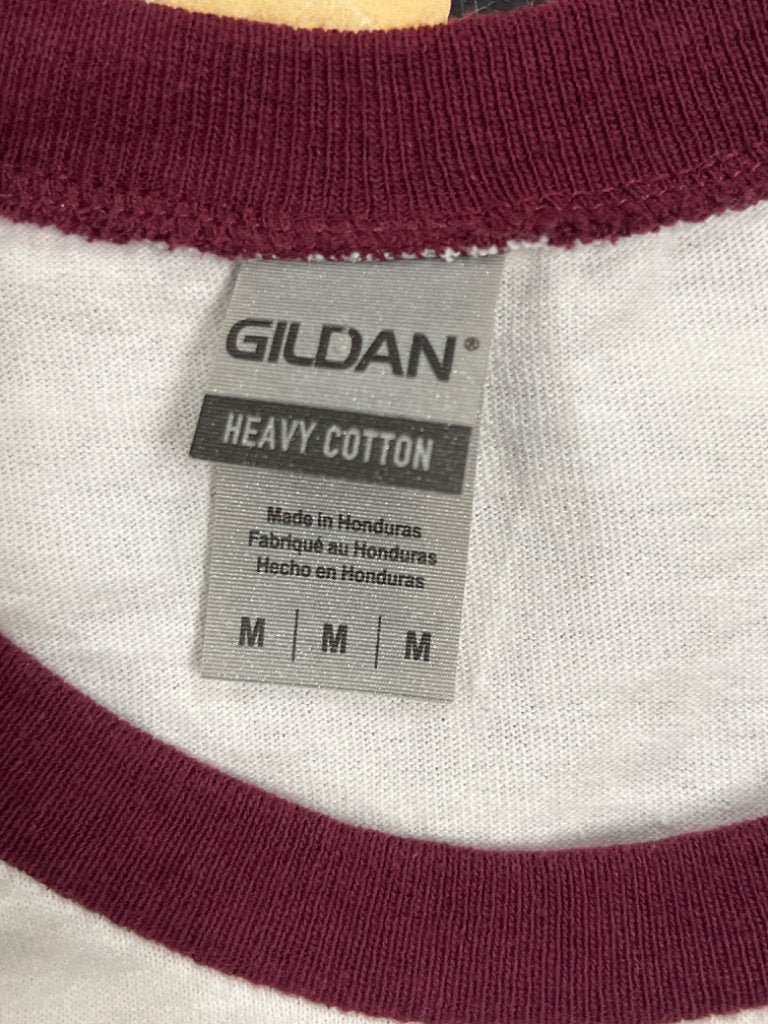 GILDAN®
HEAVY COTTON
Made in Honduras
Fabriqué au Honduras
Hecho en Honduras
M | M | M